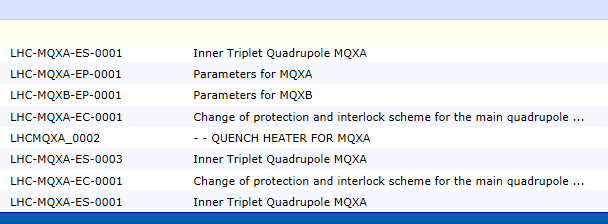 LHC-MQXA-ES-0001 Inner Triplet Quadrupole MQXA
LHC-MQXA-EP-0001 Parameters for MQXA
LHC-MQXB-EP-0001 Parameters for MQXB
LHC-MQXA-EC-0001 Change of protection and interlock scheme for the main quadrupole ...
LHCMQXA_0002 - - QUENCH HEATER FOR MQXA
LHC-MQXA-ES-0003 Inner Triplet Quadrupole MQXA
LHC-MQXA-EC-0001 Change of protection and interlock scheme for the main quadrupole ...
LHC-MQXA-ES-0001 Inner Triplet Quadrupole MQXA